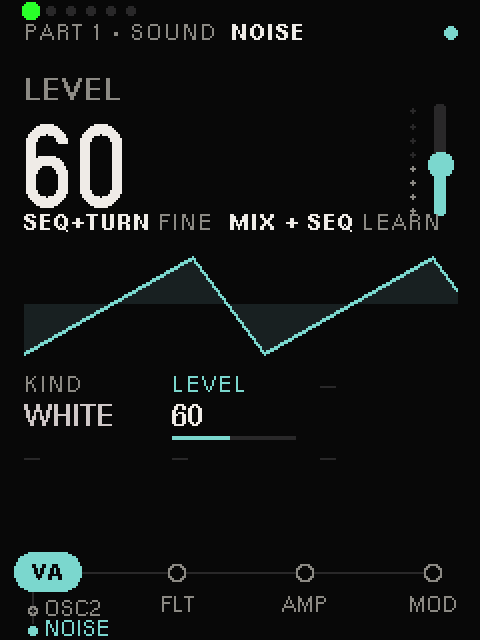 PART 1 · SOUND NOISE
LEVEL
60
SEQ+TURN FINE MIX + SEQ LEARN
KIND LEVEL —
WHITE 60
— — —
VA
OSC2 FLT AMP MOD
NOISE